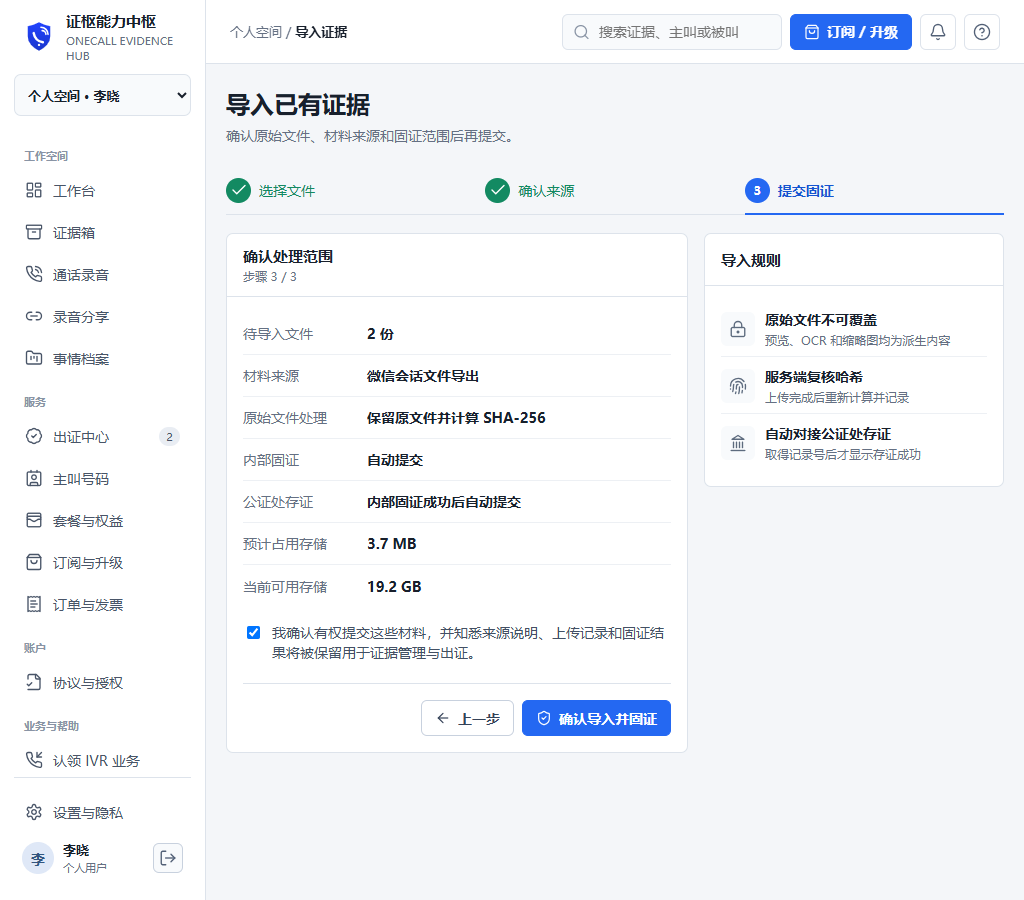 证枢能力中枢
ONECALL EVIDENCE
HUB
个人空间 • 李晓
工作空间
工作台
证据箱
通话录音
录音分享
事情档案
服务
出证中心 2
主叫号码
套餐与权益
订阅与升级
订单与发票
账户
协议与授权
业务与帮助
认领 IVR 业务
设置与隐私
李
李晓
个人用户
个人空间 / 导入证据
搜索证据、主叫或被叫
订阅 / 升级
导入已有证据
确认原始文件、材料来源和固证范围后再提交。
选择文件
确认来源
3 提交固证
确认处理范围
步骤 3 / 3
待导入文件 2 份
材料来源 微信会话文件导出
原始文件处理 保留原文件并计算 SHA-256
内部固证 自动提交
公证处存证 内部固证成功后自动提交
预计占用存储 3.7 MB
当前可用存储 19.2 GB
我确认有权提交这些材料，并知悉来源说明、上传记录和固证结
果将被保留用于证据管理与出证。
上一步
确认导入并固证
导入规则
原始文件不可覆盖
预览、OCR 和缩略图均为派生内容
服务端复核哈希
上传完成后重新计算并记录
自动对接公证处存证
取得记录号后才显示存证成功